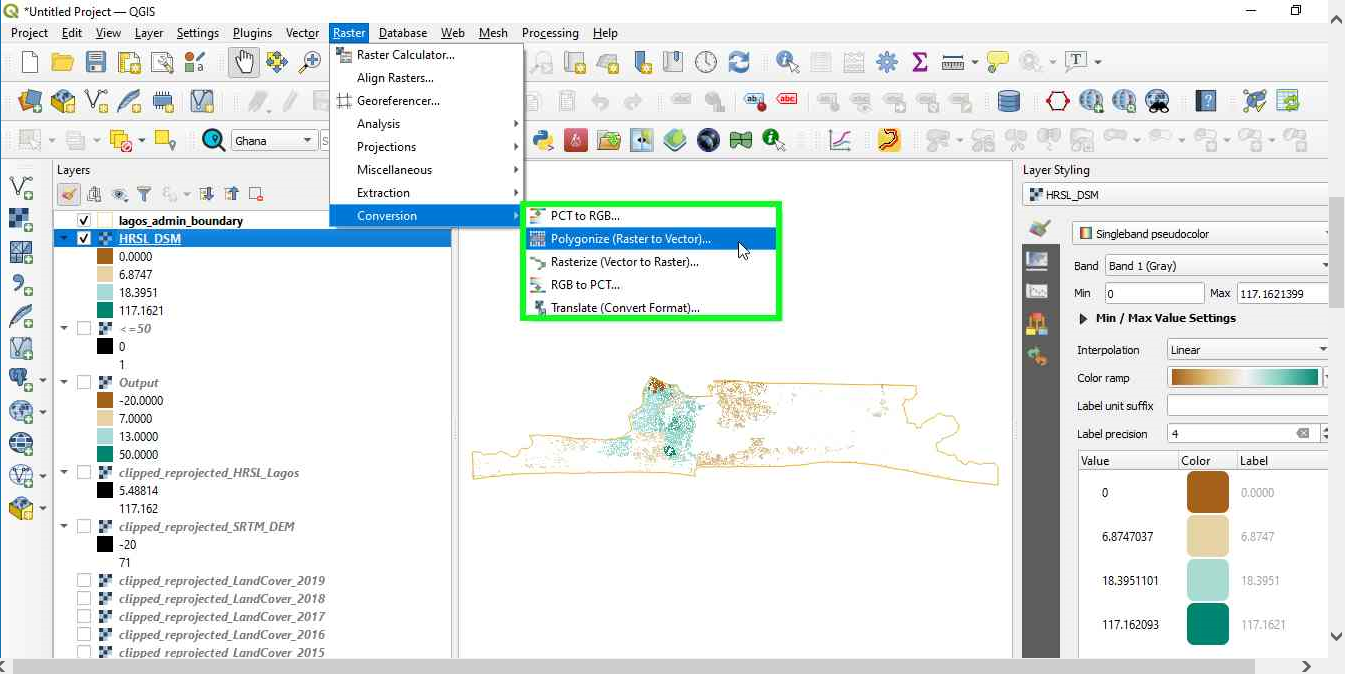 *Untitled Project — QGIS
Project Edit View Layer Settings Plugins Vector Raster Database Web Mesh Processing Help
Raster Calculator...
Align Rasters...
Georeferencer...
Analysis
Projections
Miscellaneous
Extraction
Conversion
PCT to RGB...
Polygonize (Raster to Vector)...
Rasterize (Vector to Raster)...
RGB to PCT...
Translate (Convert Format)...
Ghana
abc
Layers
lagos_admin_boundary
HRSL_DSM
0.0000
6.8747
18.3951
117.1621
<=50
0
1
Output
-20.0000
7.0000
13.0000
50.0000
clipped_reprojected_HRSL_Lagos
5.48814
117.162
clipped_reprojected_SRTM_DEM
-20
71
clipped_reprojected_LandCover_2019
clipped_reprojected_LandCover_2018
clipped_reprojected_LandCover_2017
clipped_reprojected_LandCover_2016
clipped_reprojected_LandCover_2015
Layer Styling
HRSL_DSM
Singleband pseudocolor
Band Band 1 (Gray)
Min 0 Max 117.1621399
Min / Max Value Settings
Interpolation Linear
Color ramp
Label unit suffix
Label precision 4
Value Color Label
0 0.0000
6.8747037 6.8747
18.3951101 18.3951
117.162093 117.1621